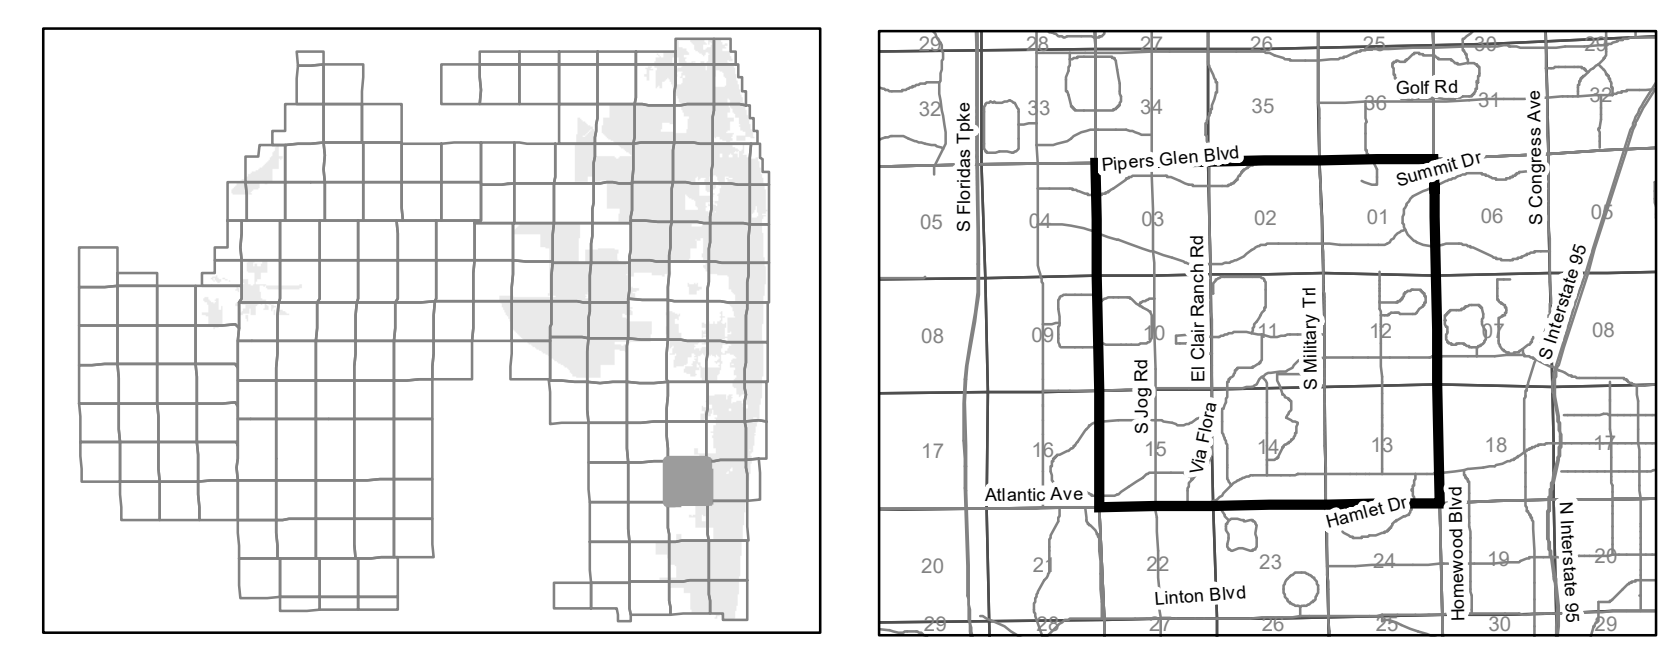 29 28 27 26 25 30 29
Golf Rd
32 33 34 35 36 31 32
S Floridas Tpke
S Congress Ave
Pipers Glen Blvd
Summit Dr
05 04 03 02 01 06 05
El Clair Ranch Rd
S Military Trl
S Interstate 95
08 09 10 11 12 07 08
S Jog Rd
Via Flora
17 16 15 14 13 18 17
Atlantic Ave
Hamlet Dr
Homewood Blvd
N Interstate 95
20 21 22 23 24 19 20
Linton Blvd
29 28 27 26 25 30 29